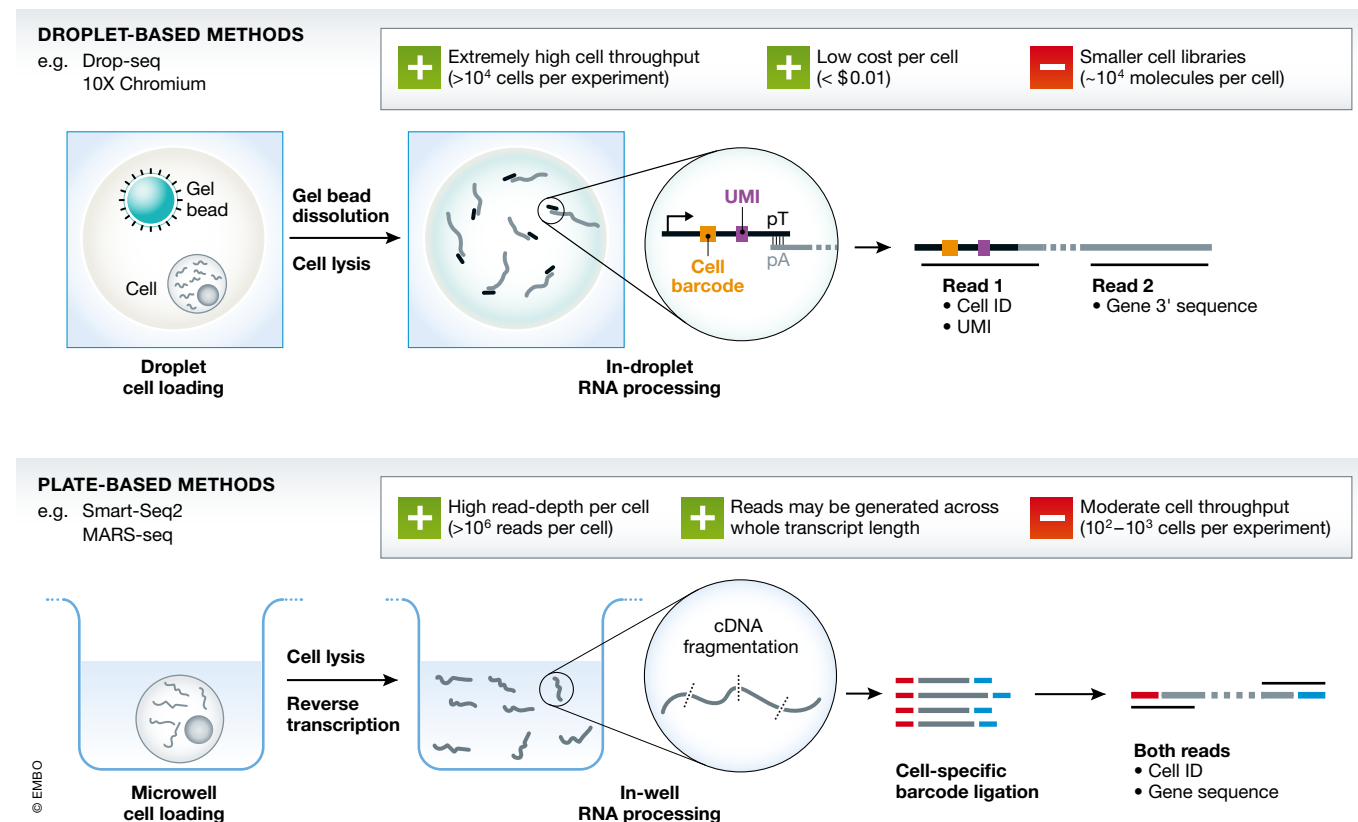 DROPLET-BASED METHODS
e.g. Drop-seq
10X Chromium
+ Extremely high cell throughput
(>10⁴ cells per experiment)
+ Low cost per cell
(< $0.01)
− Smaller cell libraries
(~10⁴ molecules per cell)
Gel
bead
Cell
Gel bead
dissolution
Cell lysis
UMI
pT
pA
Cell
barcode
Read 1
• Cell ID
• UMI
Read 2
• Gene 3' sequence
Droplet
cell loading
In-droplet
RNA processing
PLATE-BASED METHODS
e.g. Smart-Seq2
MARS-seq
+ High read-depth per cell
(>10⁶ reads per cell)
+ Reads may be generated across
whole transcript length
− Moderate cell throughput
(10²–10³ cells per experiment)
Cell lysis
Reverse
transcription
cDNA
fragmentation
Cell-specific
barcode ligation
Both reads
• Cell ID
• Gene sequence
Microwell
cell loading
In-well
RNA processing
© EMBO